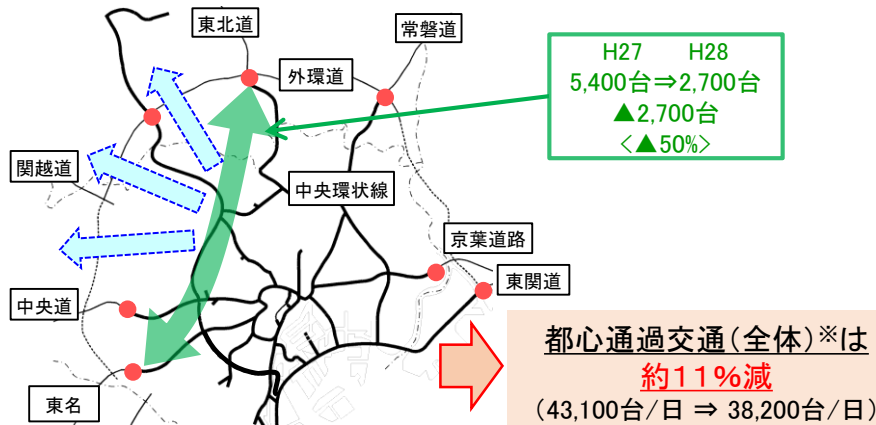 東北道
常磐道
外環道
H27 H28
5,400台⇒2,700台
▲2,700台
<▲50%>
関越道
中央環状線
京葉道路
東関道
中央道
東名
都心通過交通(全体)※は
約11%減
(43,100台/日 ⇒ 38,200台/日)